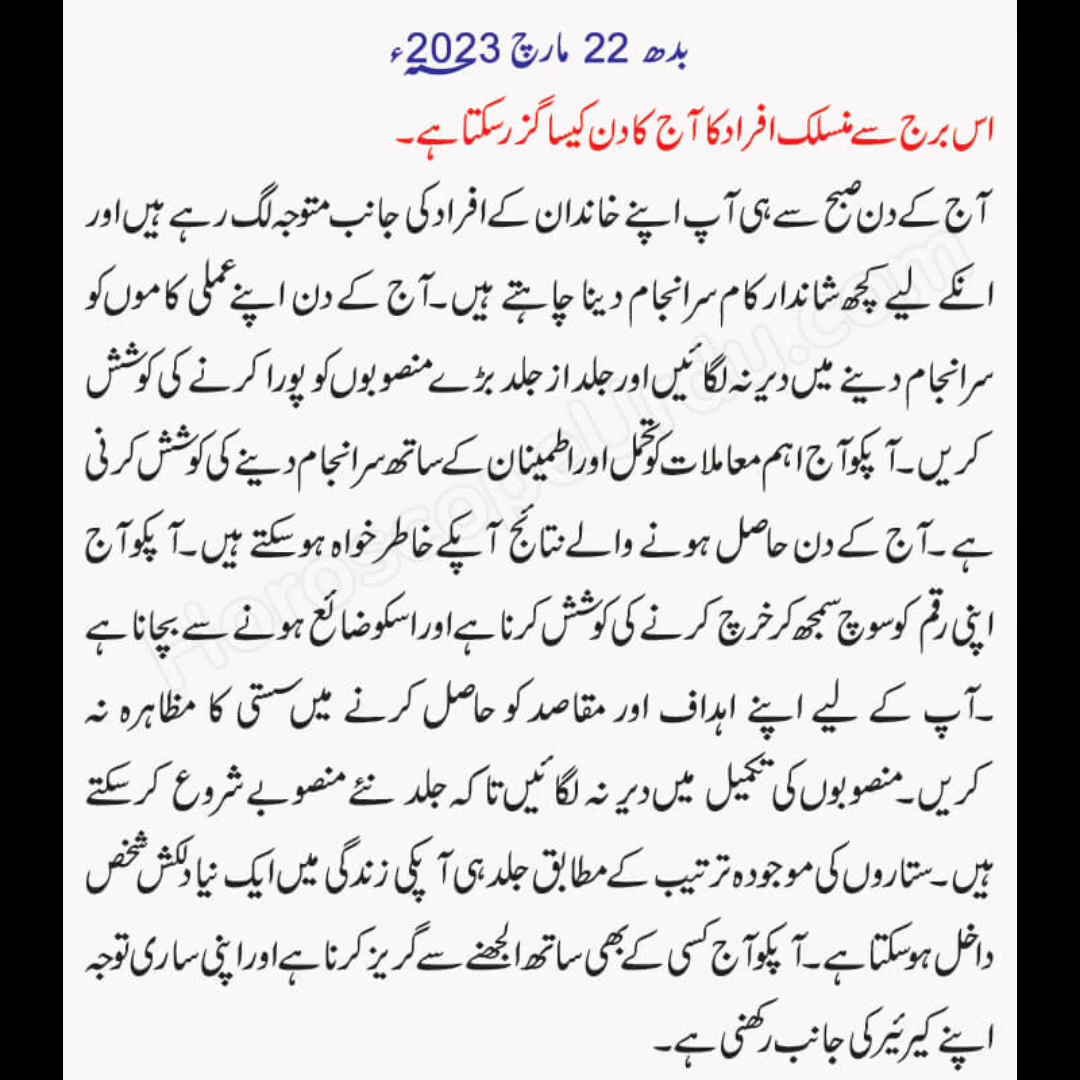 بدھ 22 مارچ 2023ء
اس برج سے منسلک افراد کا آج کا دن کیسا گزر سکتا ہے۔
آج کے دن صبح سے ہی آپ اپنے خاندان کے افراد کی جانب متوجہ لگ رہے ہیں اور
انکے لیے کچھ شاندار کام سرانجام دینا چاہتے ہیں۔آج کے دن اپنے عملی کاموں کو
سرانجام دینے میں دیر نہ لگائیں اور جلد از جلد بڑے منصوبوں کو پورا کرنے کی کوشش
کریں۔آپکو آج اہم معاملات کو تحمل اور اطمینان کے ساتھ سرانجام دینے کی کوشش کرنی
ہے۔آج کے دن حاصل ہونے والے نتائج آپکے خاطر خواہ ہو سکتے ہیں۔آپکو آج
اپنی رقم کو سوچ سمجھ کر خرچ کرنے کی کوشش کرنا ہے اور اسکو ضائع ہونے سے بچانا ہے
۔آپ کے لیے اپنے اہداف اور مقاصد کو حاصل کرنے میں سستی کا مظاہرہ نہ
کریں۔منصوبوں کی تکمیل میں دیر نہ لگائیں تاکہ جلد نئے منصوبے شروع کر سکتے
ہیں۔ستاروں کی موجودہ ترتیب کے مطابق جلد ہی آپکی زندگی میں ایک نیا دلکش شخص
داخل ہو سکتا ہے۔آپکو آج کسی کے بھی ساتھ الجھنے سے گریز کرنا ہے اور اپنی ساری توجہ
اپنے کیرئیر کی جانب رکھنی ہے۔
HoroscopeUrdu.com